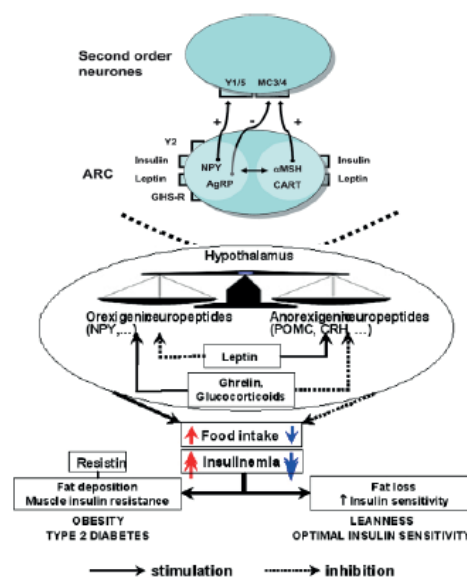 Second order
neurones
Y1/5 MC3/4
+ - +
Y2
Insulin Insulin
ARC
NPY αMSH
Leptin Leptin
AgRP CART
GHS-R
Hypothalamus
Orexigenic neuropeptides Anorexigenic neuropeptides
(NPY,...) (POMC, CRH, ...)
Leptin
Ghrelin,
Glucocorticoids
Food intake
Resistin Insulinemia
Fat deposition Fat loss
Muscle insulin resistance ↑ Insulin sensitivity
OBESITY LEANNESS
TYPE 2 DIABETES OPTIMAL INSULIN SENSITIVITY
stimulation inhibition